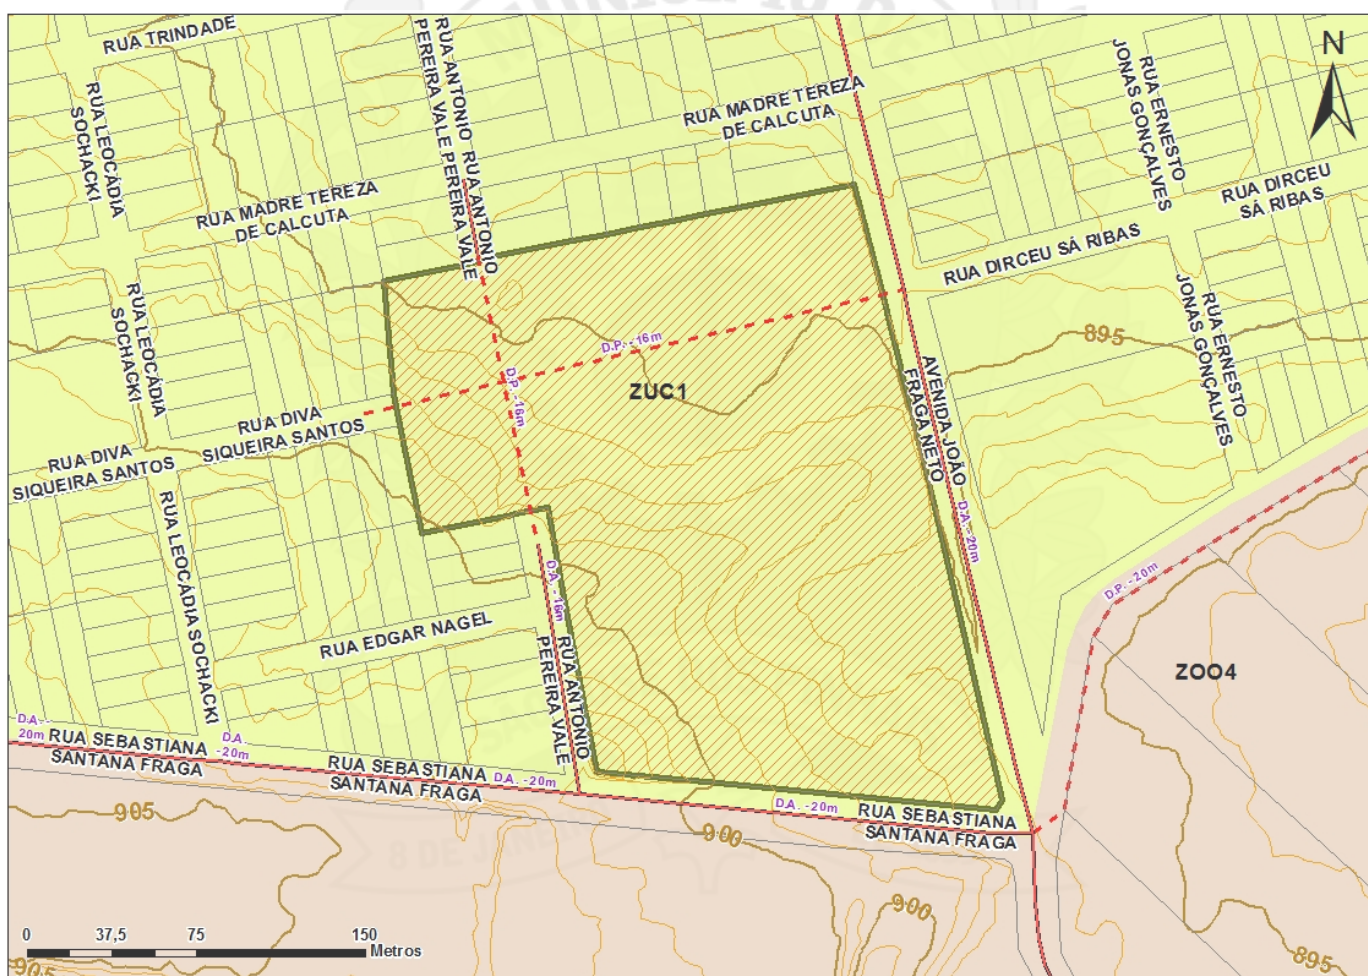 MUNICÍPIO
RUA TRINDADE
RUA ANTONIO
PEREIRA VALE
RUA ANTONIO
PEREIRA VALE
RUA LEOCÁDIA
SOCHACKI
RUA MADRE TEREZA
DE CALCUTA
RUA ERNESTO
JONAS GONÇALVES
N
RUA MADRE TEREZA
DE CALCUTA
RUA DIRCEU
SÁ RIBAS
RUA DIRCEU SÁ RIBAS
RUA LEOCÁDIA
SOCHACKI
RUA ERNESTO
JONAS GONÇALVES
895
D.P. -16m
D.P. -16m
ZUC1
AVENIDA JOÃO
FRAGA NETO
RUA DIVA
SIQUEIRA SANTOS
RUA DIVA
SIQUEIRA SANTOS
RUA LEOCÁDIA SOCHACKI
D.A. -20m
D.A. -16m
D.P. -20m
RUA EDGAR NAGEL
RUA ANTONIO
PEREIRA VALE
ZOO4
D.A. -
20m
RUA SEBASTIANA
SANTANA FRAGA
D.A.
-20m
RUA SEBASTIANA
SANTANA FRAGA
D.A. -20m
D.A. -20m
RUA SEBASTIANA
SANTANA FRAGA
905
900
8 DE JANEI
900
895
905
0 37,5 75 150
Metros